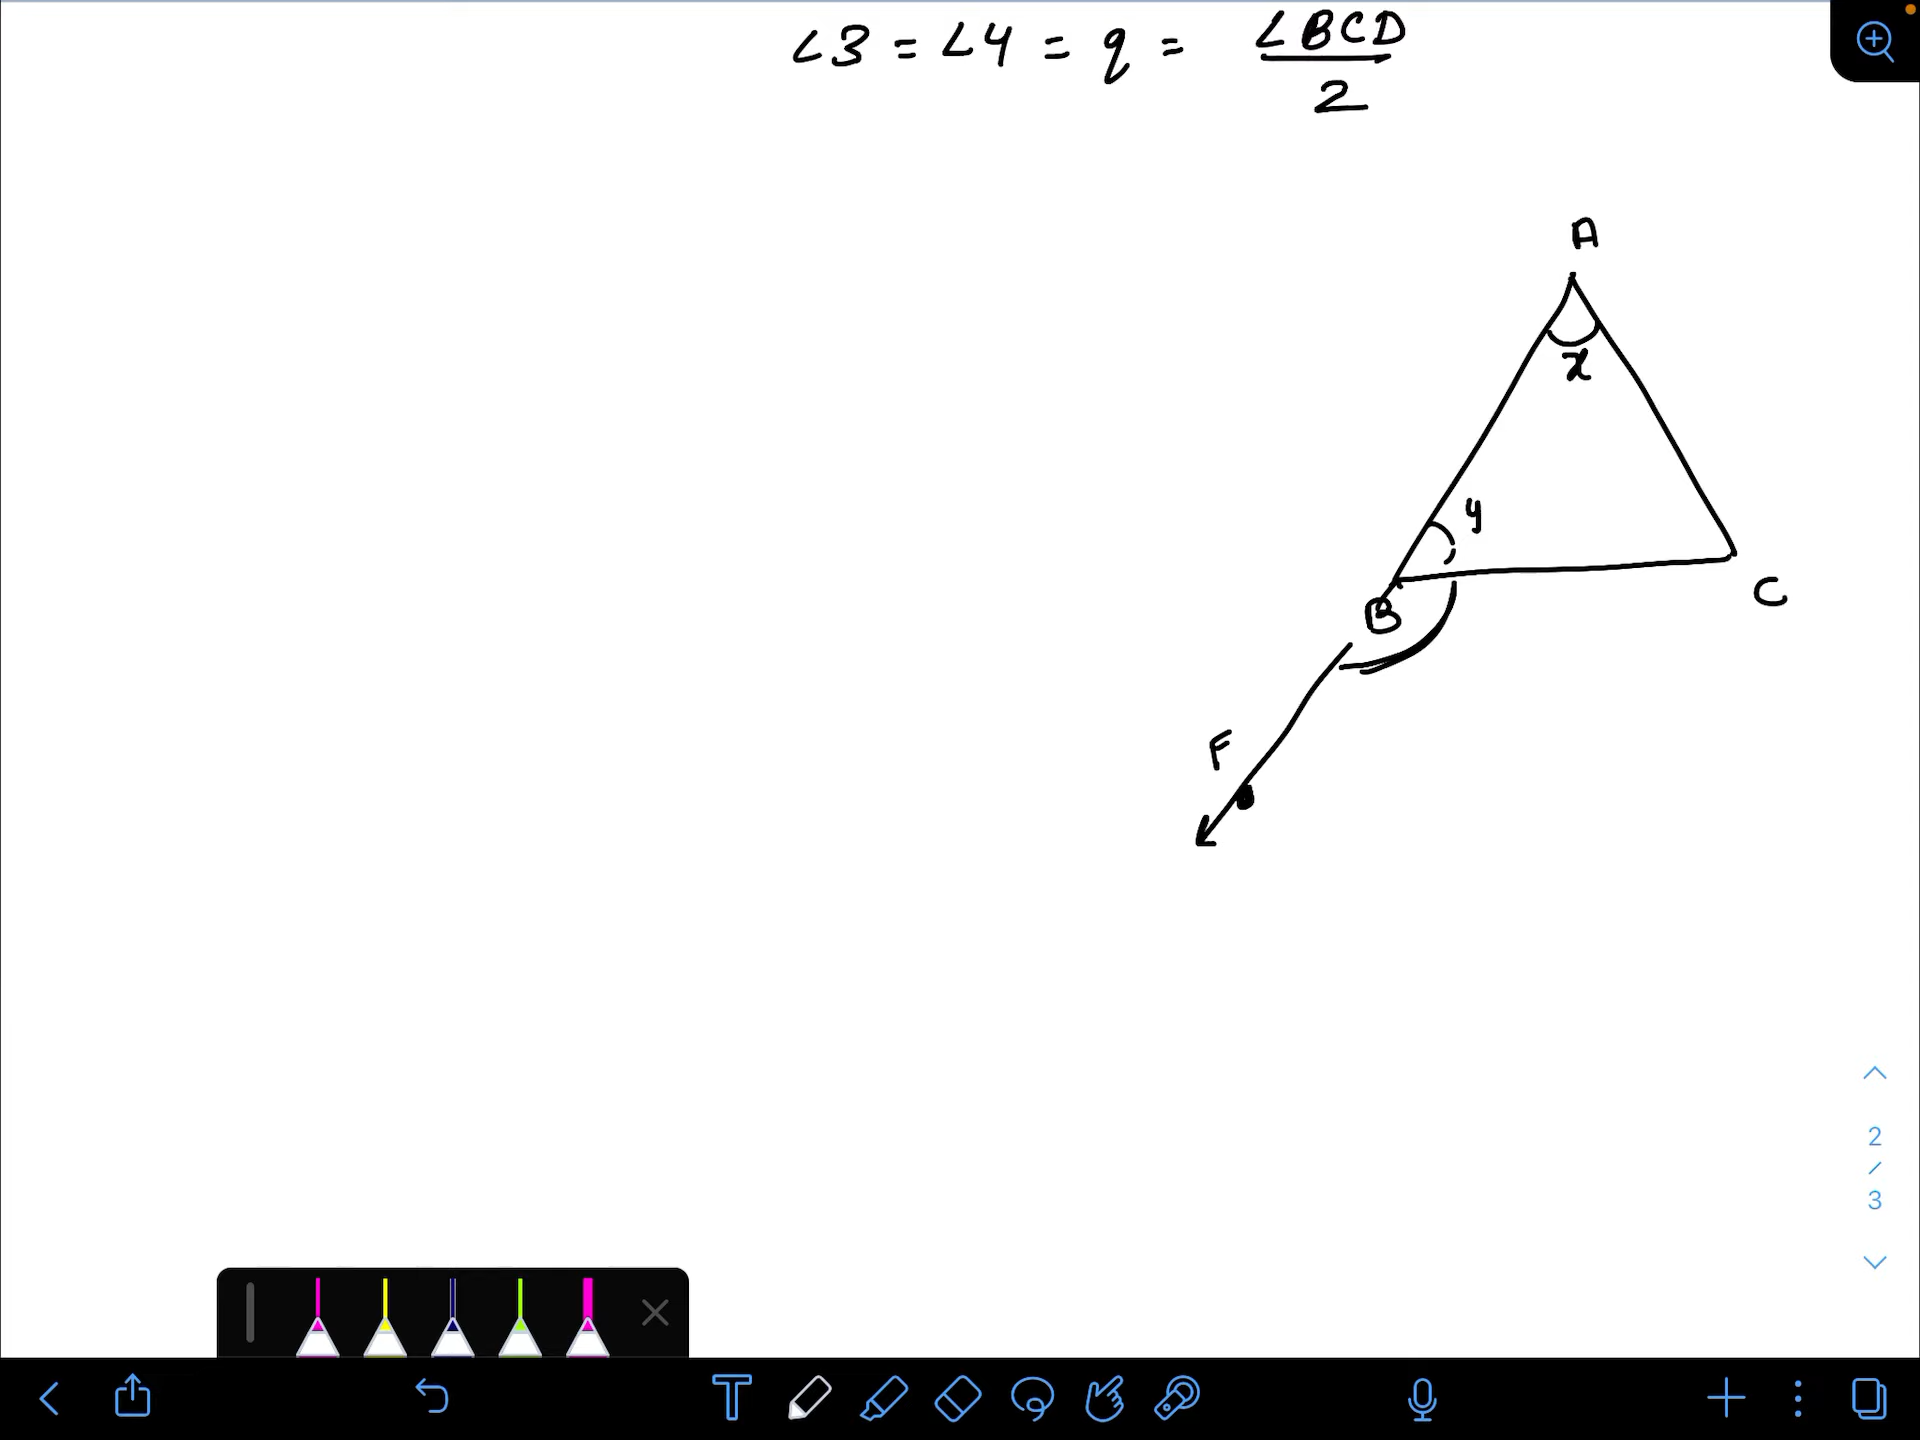 ∠3 = ∠4 = q = ∠BCD
2
A
x
y
B
C
F
2
/
3
T